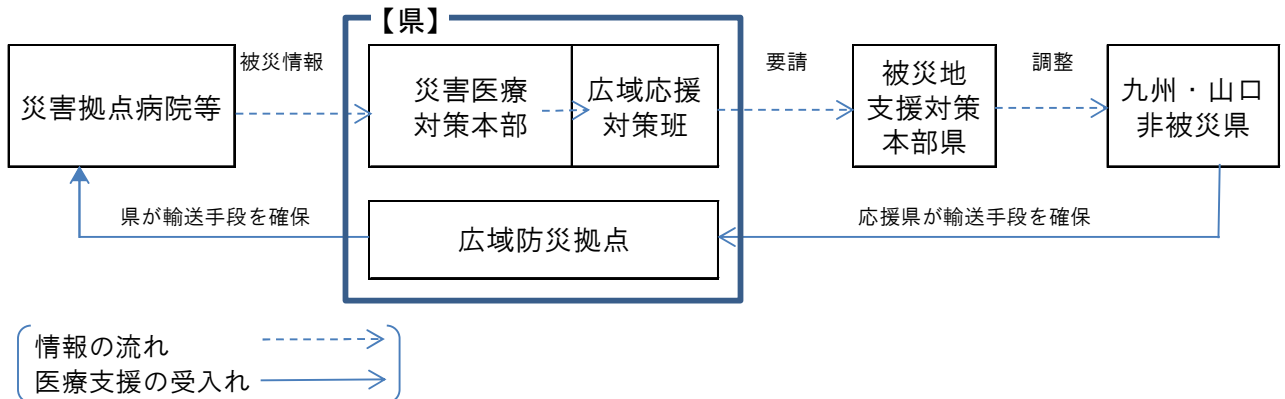 【県】
被災情報
要請
調整
災害拠点病院等
災害医療
対策本部
広域応援
対策班
被災地
支援対策
本部県
九州・山口
非被災県
県が輸送手段を確保
応援県が輸送手段を確保
広域防災拠点
情報の流れ
医療支援の受入れ